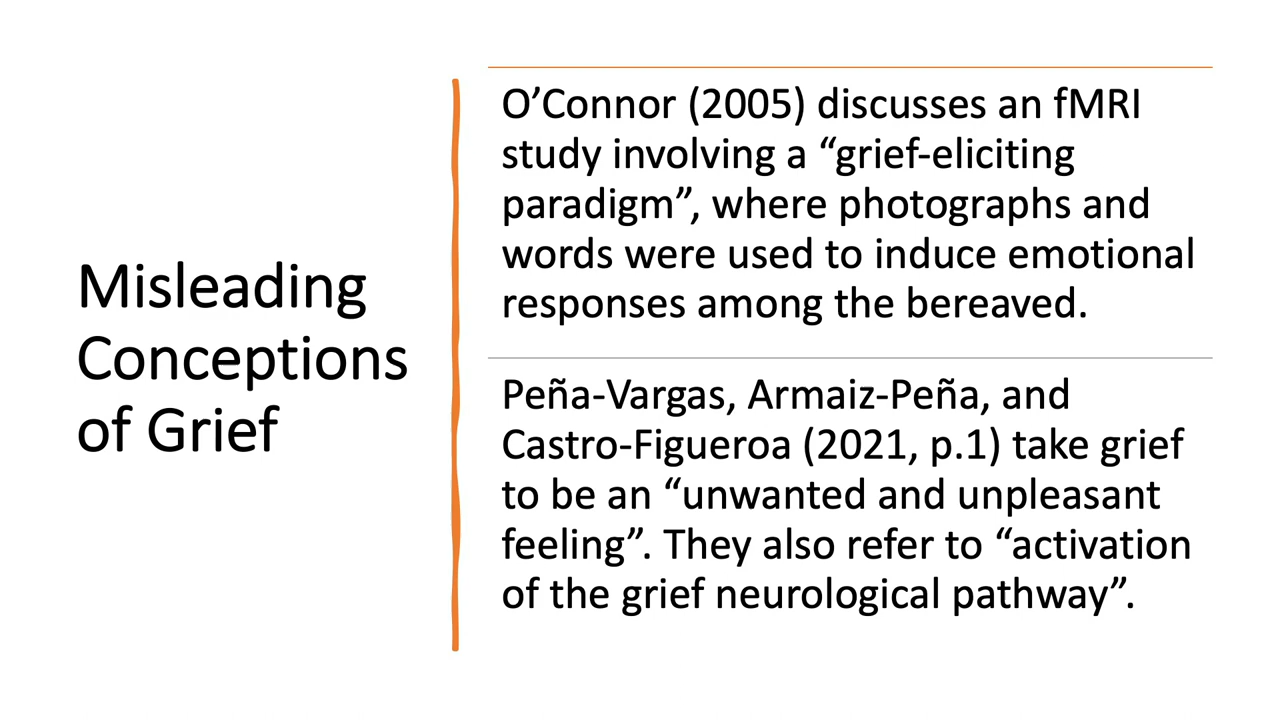 Misleading
Conceptions
of Grief
O’Connor (2005) discusses an fMRI
study involving a “grief-eliciting
paradigm”, where photographs and
words were used to induce emotional
responses among the bereaved.
Peña-Vargas, Armaiz-Peña, and
Castro-Figueroa (2021, p.1) take grief
to be an “unwanted and unpleasant
feeling”. They also refer to “activation
of the grief neurological pathway”.